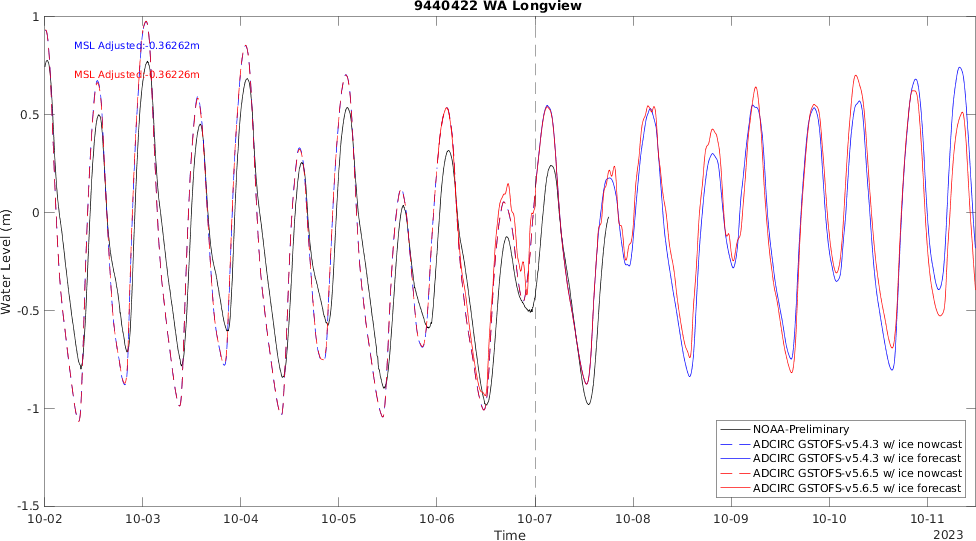 9440422 WA Longview
MSL Adjusted:-0.36262m
MSL Adjusted:-0.36226m
Water Level (m)
1
0.5
0
-0.5
-1
-1.5
NOAA-Preliminary
ADCIRC GSTOFS-v5.4.3 w/ ice nowcast
ADCIRC GSTOFS-v5.4.3 w/ ice forecast
ADCIRC GSTOFS-v5.6.5 w/ ice nowcast
ADCIRC GSTOFS-v5.6.5 w/ ice forecast
10-02
10-03
10-04
10-05
10-06
10-07
10-08
10-09
10-10
10-11
Time
2023